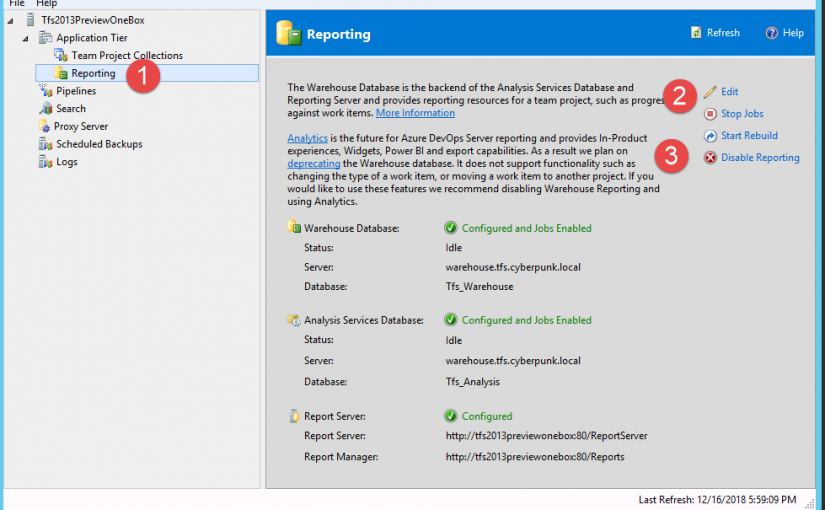 File Help
Tfs2013PreviewOneBox
Application Tier
Team Project Collections
Reporting
1
Pipelines
Search
Proxy Server
Scheduled Backups
Logs
Reporting
Refresh
Help
The Warehouse Database is the backend of the Analysis Services Database and
Reporting Server and provides reporting resources for a team project, such as progres
against work items. More Information
Analytics is the future for Azure DevOps Server reporting and provides In-Product
experiences, Widgets, Power BI and export capabilities. As a result we plan on
deprecating the Warehouse database. It does not support functionality such as
changing the type of a work item, or moving a work item to another project. If you
would like to use these features we recommend disabling Warehouse Reporting and
using Analytics.
2
Edit
Stop Jobs
Start Rebuild
3
Disable Reporting
Warehouse Database: Configured and Jobs Enabled
Status: Idle
Server: warehouse.tfs.cyberpunk.local
Database: Tfs_Warehouse
Analysis Services Database: Configured and Jobs Enabled
Status: Idle
Server: warehouse.tfs.cyberpunk.local
Database: Tfs_Analysis
Report Server: Configured
Report Server: http://tfs2013previewonebox:80/ReportServer
Report Manager: http://tfs2013previewonebox:80/Reports
Last Refresh: 12/16/2018 5:59:09 PM